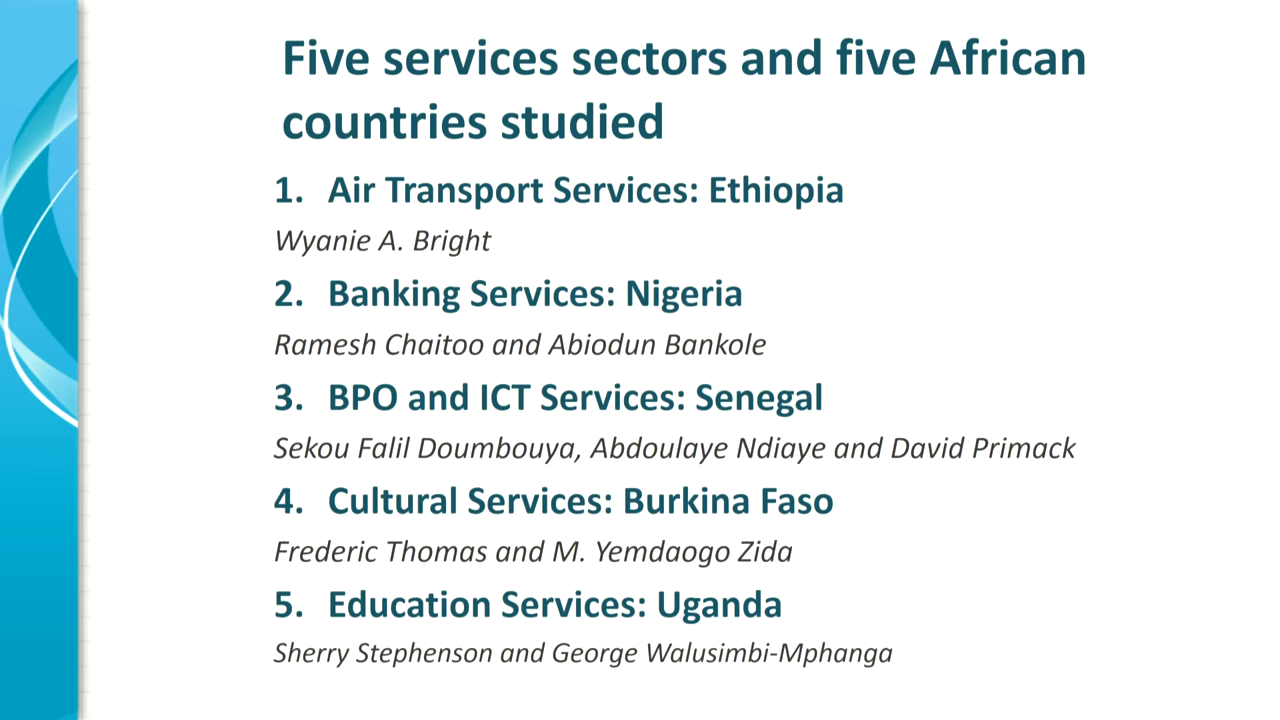 Five services sectors and five African
countries studied
1. Air Transport Services: Ethiopia
Wyanie A. Bright
2. Banking Services: Nigeria
Ramesh Chaitoo and Abiodun Bankole
3. BPO and ICT Services: Senegal
Sekou Falil Doumbouya, Abdoulaye Ndiaye and David Primack
4. Cultural Services: Burkina Faso
Frederic Thomas and M. Yemdaogo Zida
5. Education Services: Uganda
Sherry Stephenson and George Walusimbi-Mphanga